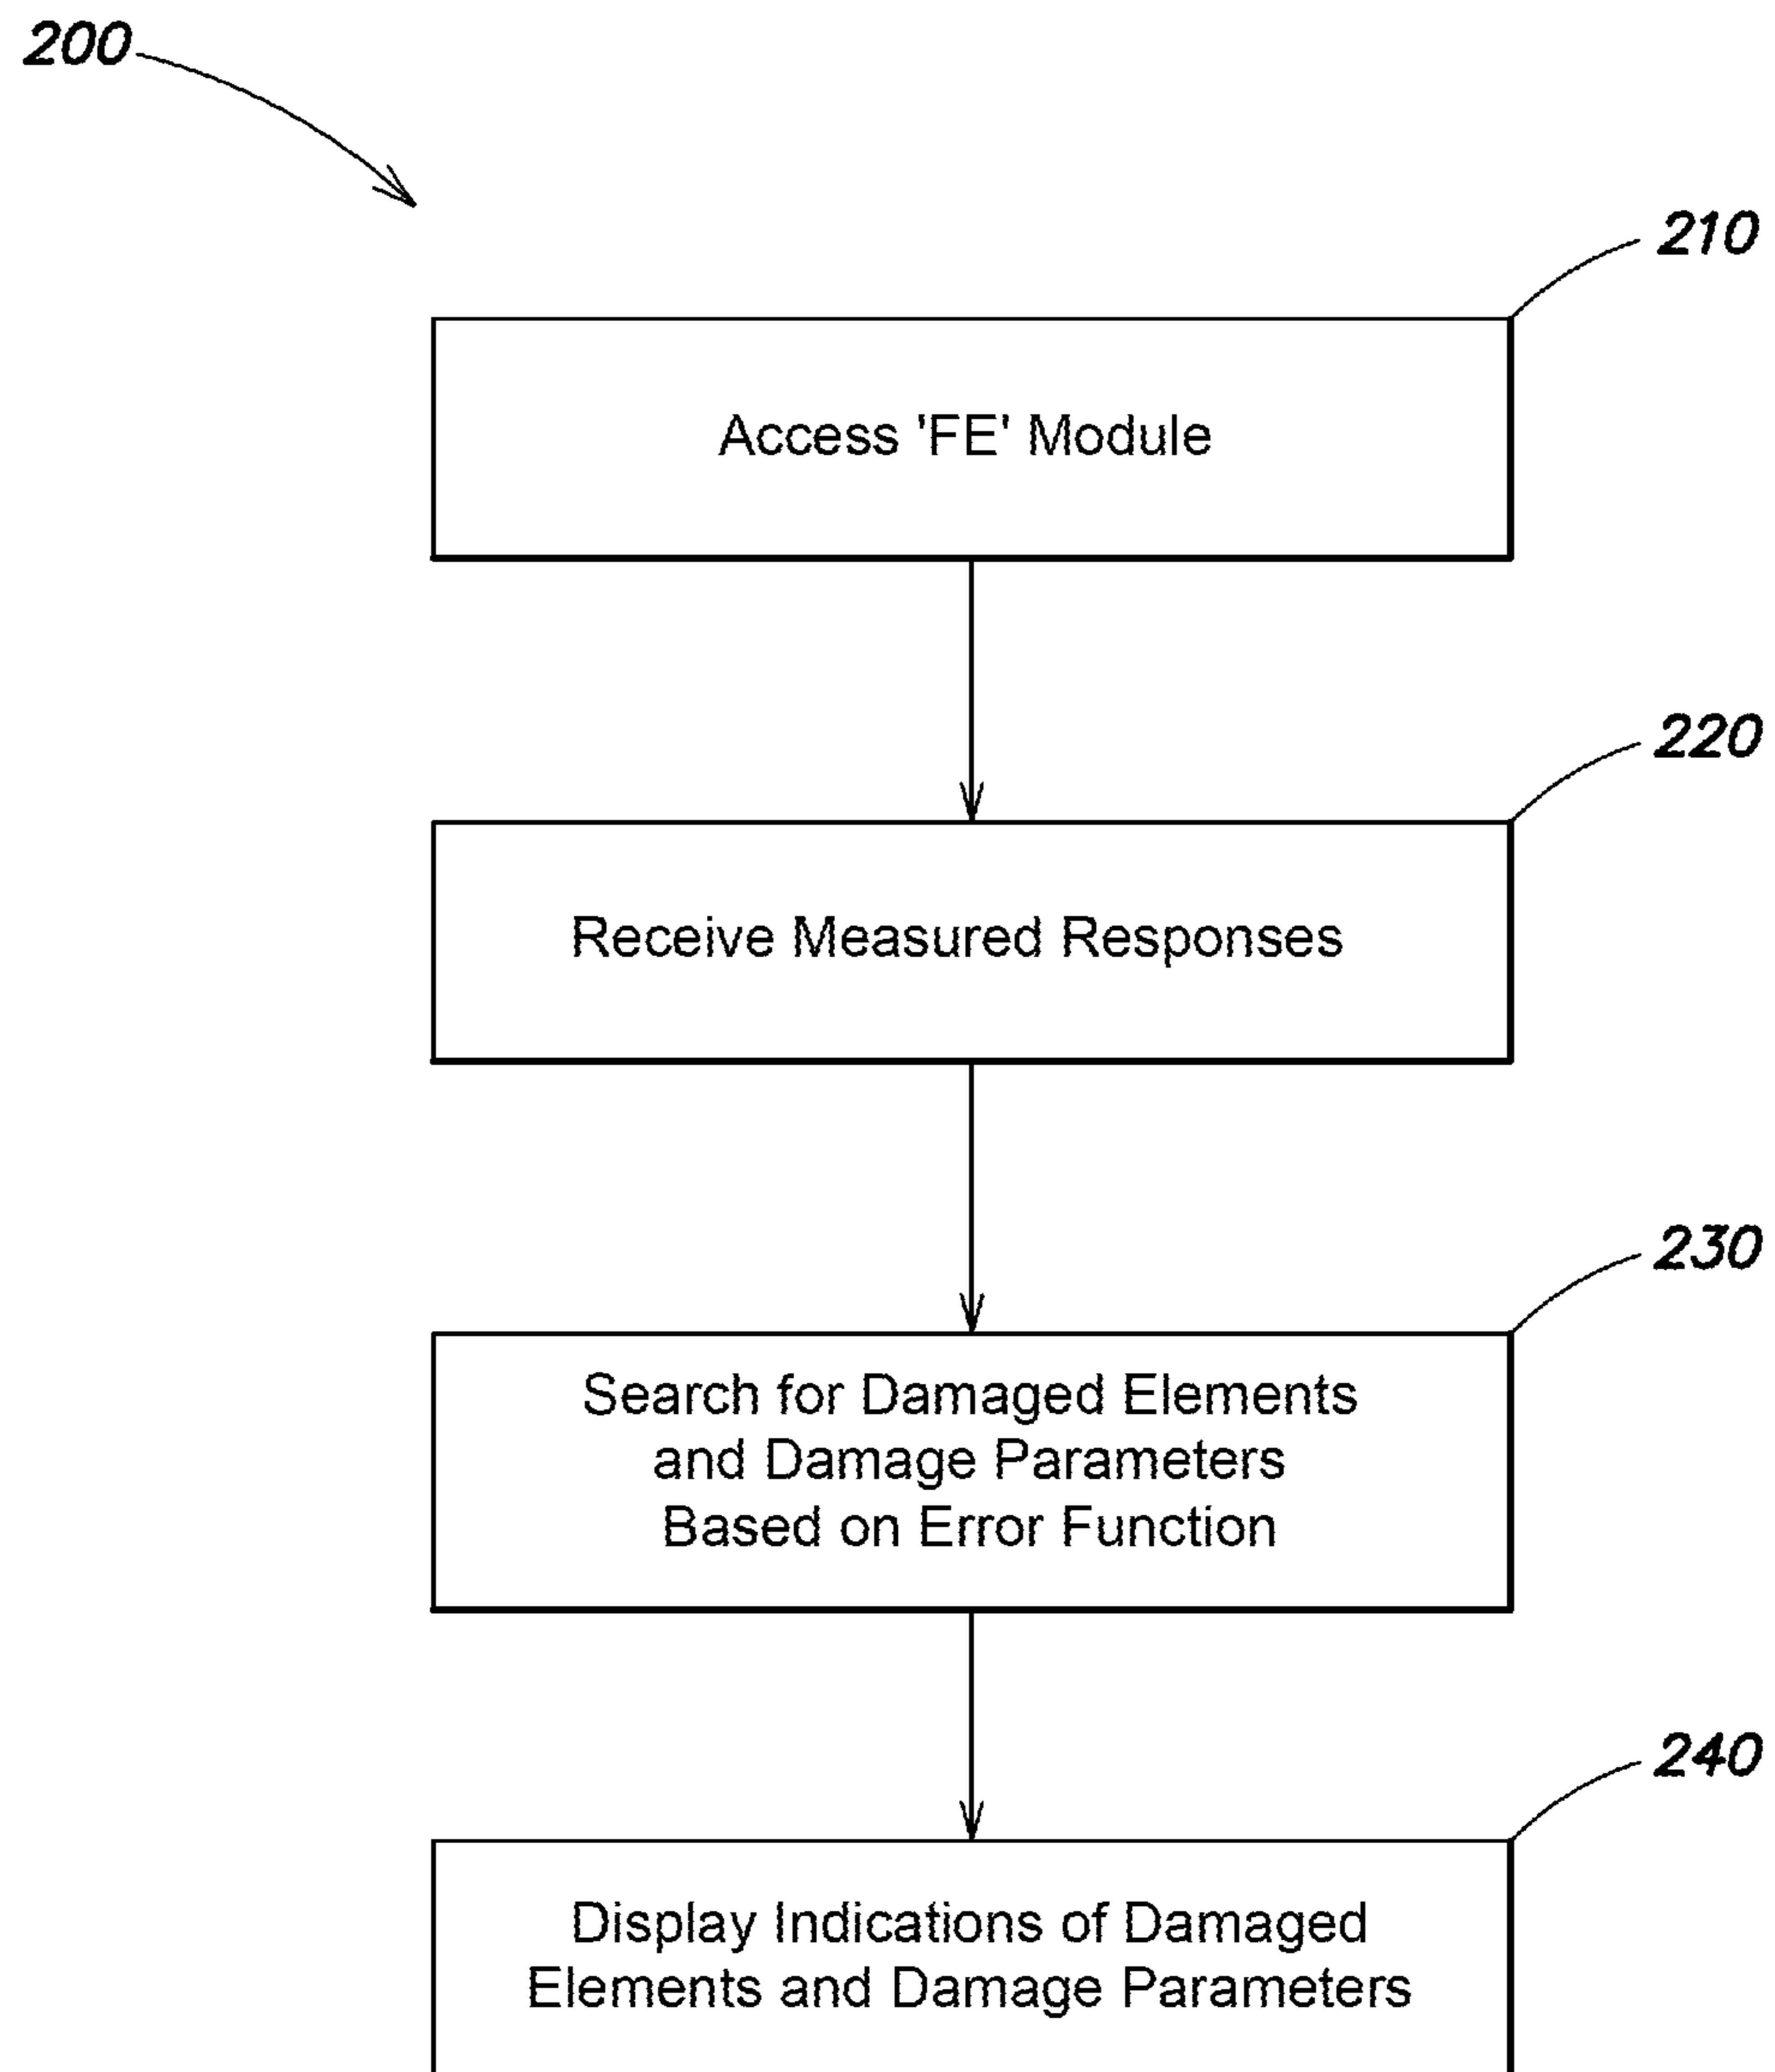 200
210
Access 'FE' Module
220
Receive Measured Responses
230
Search for Damaged Elements
and Damage Parameters
Based on Error Function
240
Display Indications of Damaged
Elements and Damage Parameters